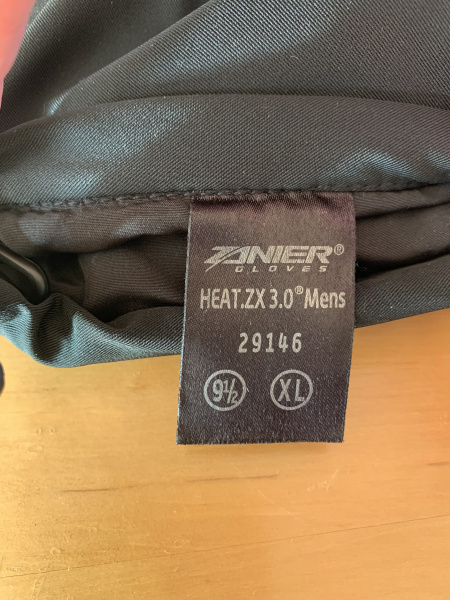 ZANIER®
GLOVES
HEAT.ZX 3.0® Mens
29146
9½ XL